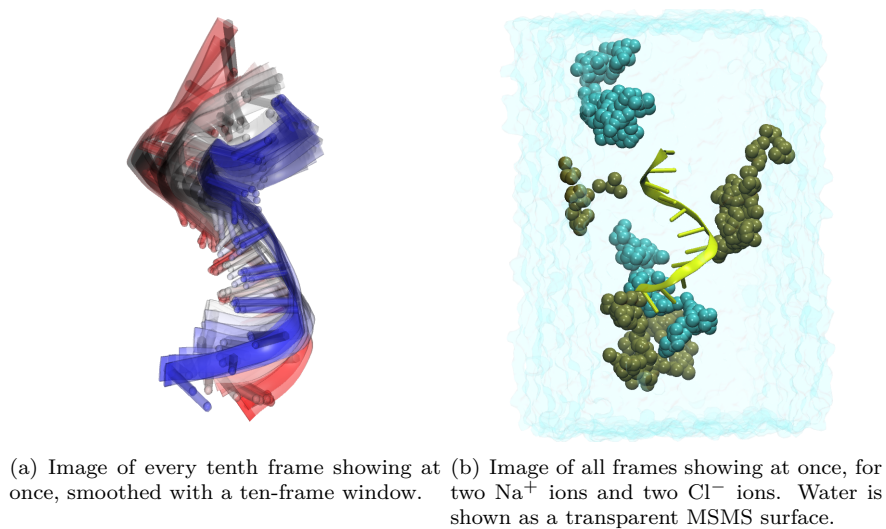 (a) Image of every tenth frame showing at
once, smoothed with a ten-frame window.
(b) Image of all frames showing at once, for
two Na⁺ ions and two Cl⁻ ions. Water is
shown as a transparent MSMS surface.